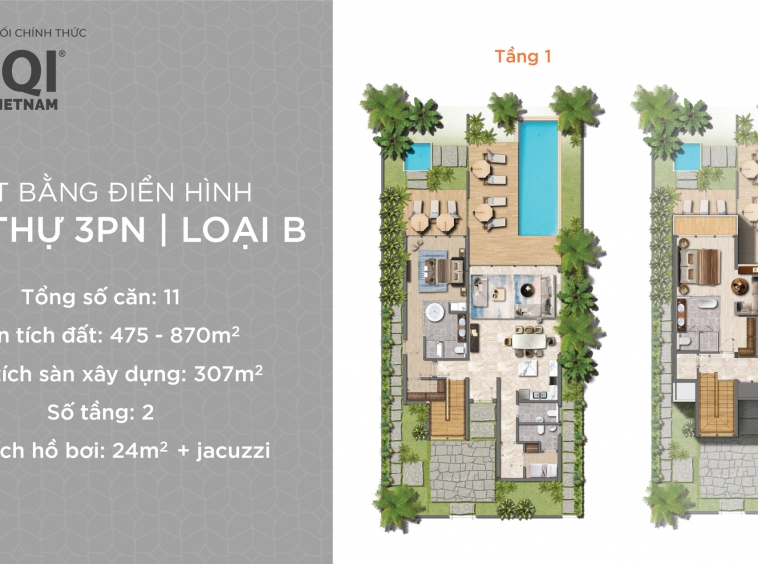 ỐI CHÍNH THỨC
QI®
IETNAM
T BẰNG ĐIỂN HÌNH
THỰ 3PN | LOẠI B
Tổng số căn: 11
n tích đất: 475 - 870m²
tích sàn xây dựng: 307m²
Số tầng: 2
ch hồ bơi: 24m² + jacuzzi
Tầng 1